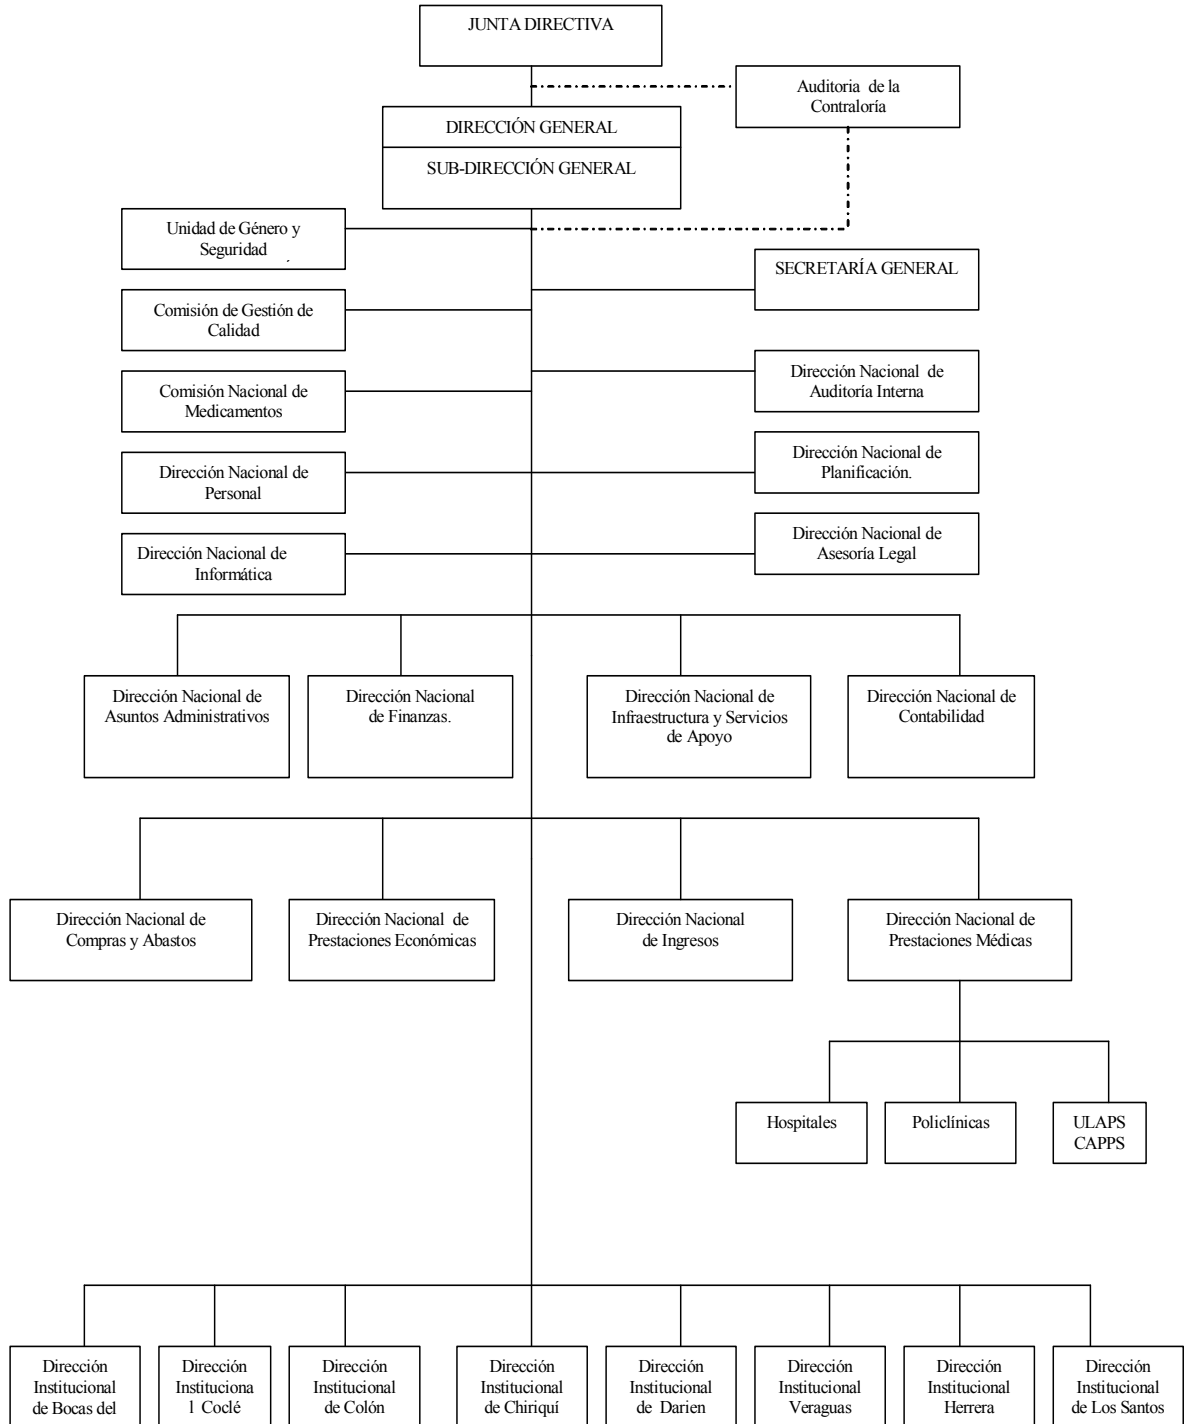 JUNTA DIRECTIVA
Auditoria de la
Contraloría
DIRECCIÓN GENERAL
SUB-DIRECCIÓN GENERAL
Unidad de Género y
Seguridad
SECRETARÍA GENERAL
Comisión de Gestión de
Calidad
Dirección Nacional de
Auditoría Interna
Comisión Nacional de
Medicamentos
Dirección Nacional de
Planificación.
Dirección Nacional de
Personal
Dirección Nacional de
Asesoría Legal
Dirección Nacional de
Informática
Dirección Nacional de
Asuntos Administrativos
Dirección Nacional
de Finanzas.
Dirección Nacional de
Infraestructura y Servicios
de Apoyo
Dirección Nacional de
Contabilidad
Dirección Nacional de
Compras y Abastos
Dirección Nacional de
Prestaciones Económicas
Dirección Nacional
de Ingresos
Dirección Nacional de
Prestaciones Médicas
Hospitales
Policlínicas
ULAPS
CAPPS
Dirección
Institucional
de Bocas del
Dirección
Instituciona
l Coclé
Dirección
Institucional
de Colón
Dirección
Institucional
de Chiriquí
Dirección
Institucional
de Darien
Dirección
Institucional
Veraguas
Dirección
Institucional
Herrera
Dirección
Institucional
de Los Santos